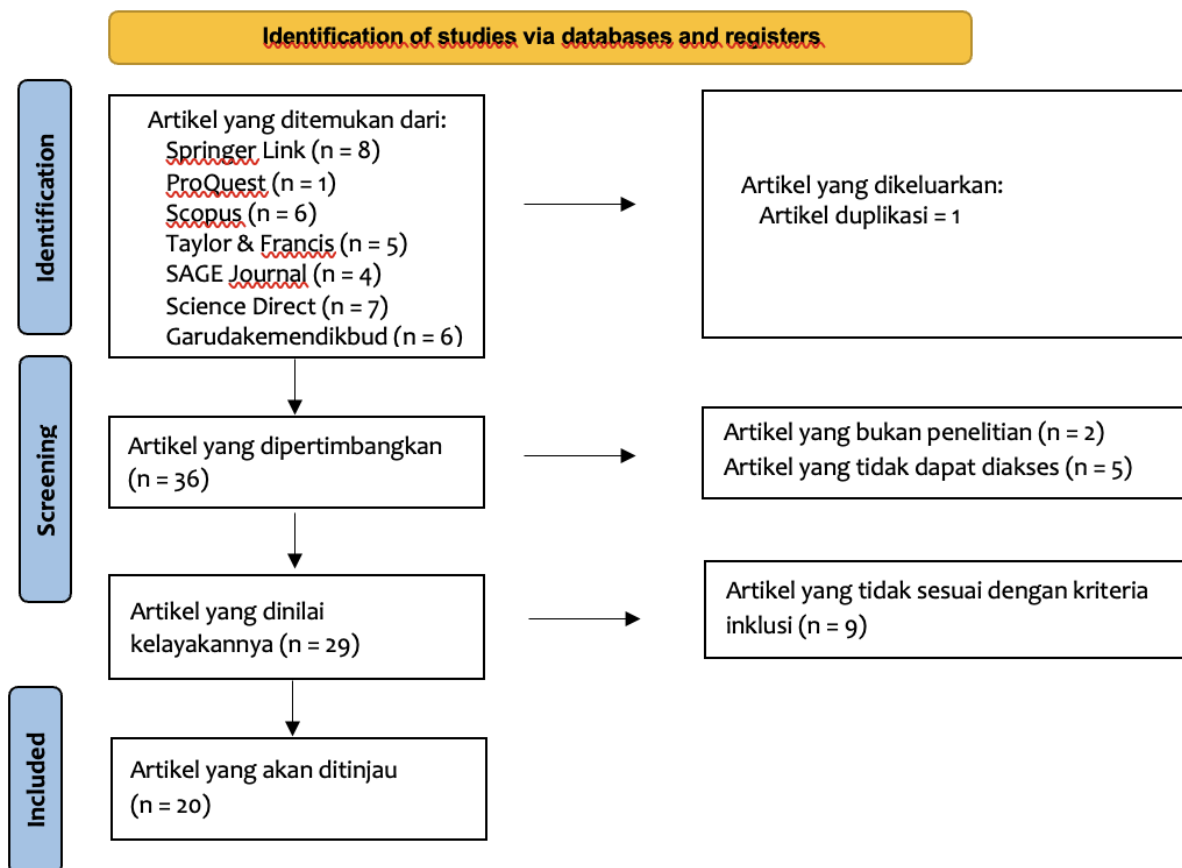 Identification of studies via databases and registers
Identification
Artikel yang ditemukan dari:
Springer Link (n = 8)
ProQuest (n = 1)
Scopus (n = 6)
Taylor & Francis (n = 5)
SAGE Journal (n = 4)
Science Direct (n = 7)
Garudakemendikbud (n = 6)
Artikel yang dikeluarkan:
Artikel duplikasi = 1
Screening
Artikel yang dipertimbangkan
(n = 36)
Artikel yang bukan penelitian (n = 2)
Artikel yang tidak dapat diakses (n = 5)
Artikel yang dinilai
kelayakannya (n = 29)
Artikel yang tidak sesuai dengan kriteria
inklusi (n = 9)
Included
Artikel yang akan ditinjau
(n = 20)